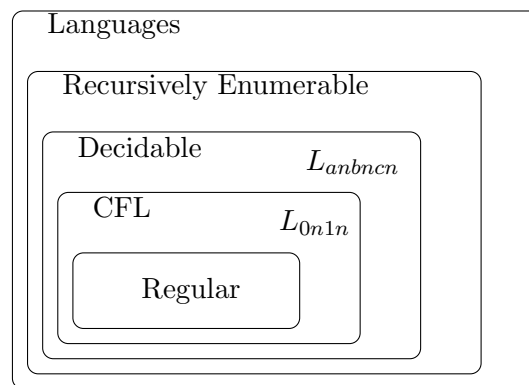 Languages
Recursively Enumerable
Decidable
L_{anbncn}
CFL
L_{0n1n}
Regular